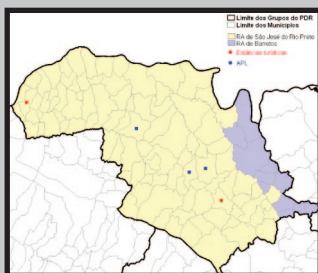 Limite dos Grupos do PDR
Limite dos Municípios
RA de São José do Rio Preto
RA de Barretos
Estâncias turísticas
APL